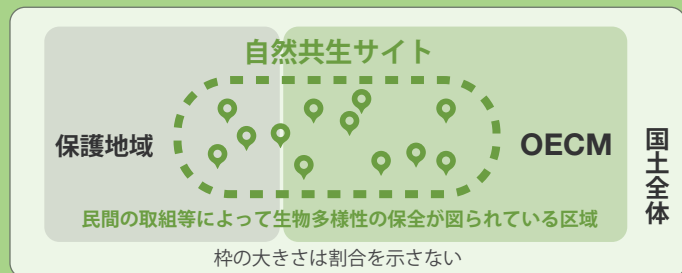 自然共生サイト
保護地域
OECM
国土全体
民間の取組等によって生物多様性の保全が図られている区域
枠の大きさは割合を示さない